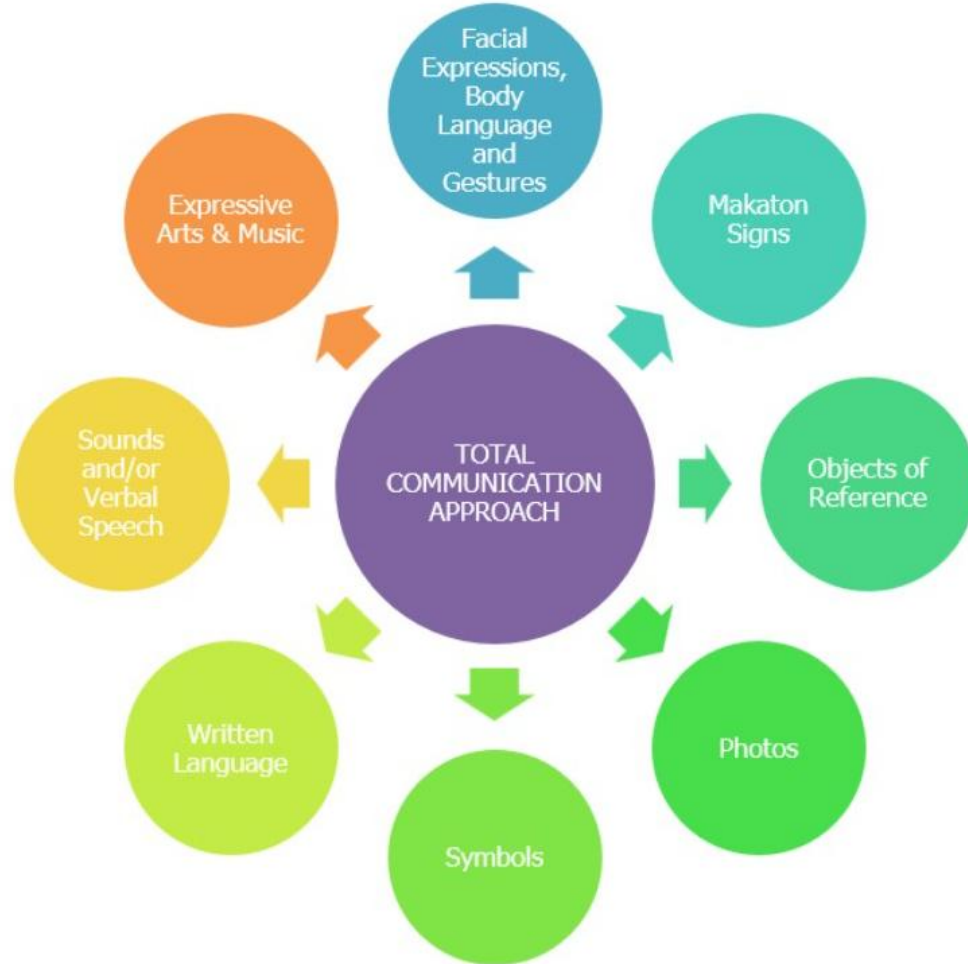 Facial
Expressions,
Body
Language
and
Gestures
Makaton
Signs
Objects of
Reference
Photos
Symbols
Written
Language
Sounds
and/or
Verbal
Speech
Expressive
Arts & Music
TOTAL
COMMUNICATION
APPROACH